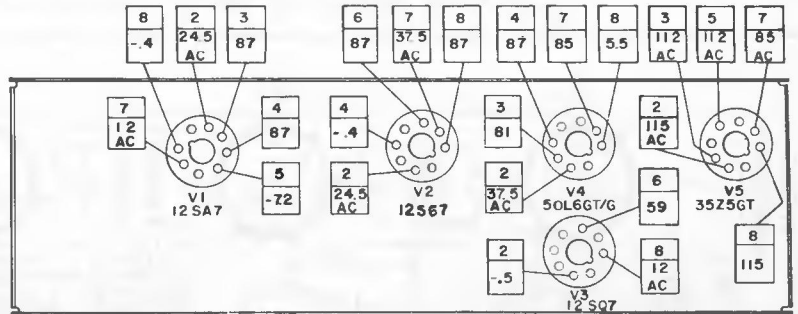 8 2 3 6 7 8 4 7 8 3 5 7
-.4 24.5 AC 87 87 37.5 AC 87 87 85 5.5 112 AC 112 AC 85 AC
7 4 4 3 2
12 AC 87 -.4 81 115 AC
5 2 2 6
-72 24.5 AC 37.5 AC 59
V1
12SA7
V2
12S67
V4
50L6GT/G
V5
35Z5GT
2 8 8
-.5 12 AC 115
V3
12SQ7